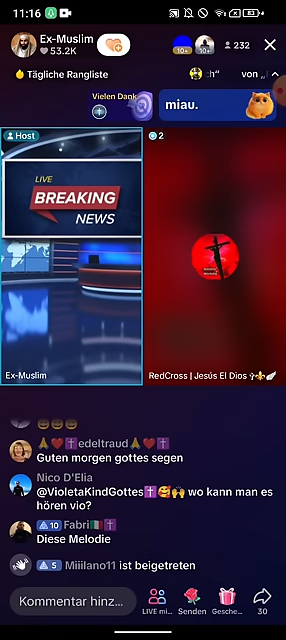 11:16
Ex-Muslim
53.2K
10+
10+
232
Tägliche Rangliste
von
Vielen Dank
miau.
Host
2
LIVE
BREAKING
NEWS
Ex-Muslim
RedCross | Jesús El Dios ✞⚜️🪽
😄😄😄
🙏❤️✝️edeltraud🙏❤️✝️
Guten morgen gottes segen
Nico D'Elia
@VioletaKindGottes✝️🥰🙌 wo kann man es
hören vio?
10 Fabri🇮🇹✝️
Diese Melodie
5 Miiilano11 ist beigetreten
Kommentar hinz...
LIVE mi...
Senden
Gesche...
30